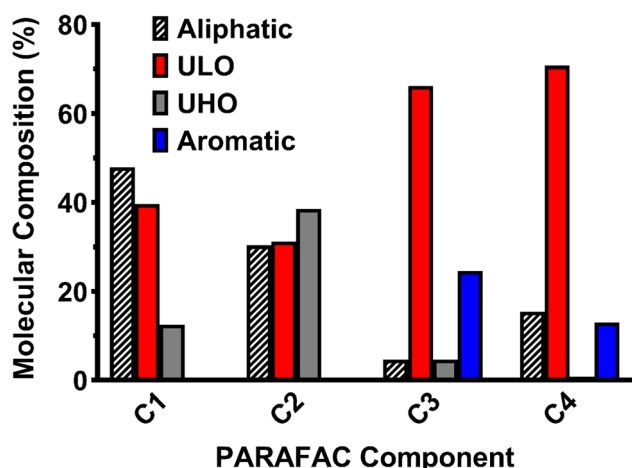 Molecular Composition (%)
80
60
40
20
0
Aliphatic
ULO
UHO
Aromatic
C1
C2
C3
C4
PARAFAC Component